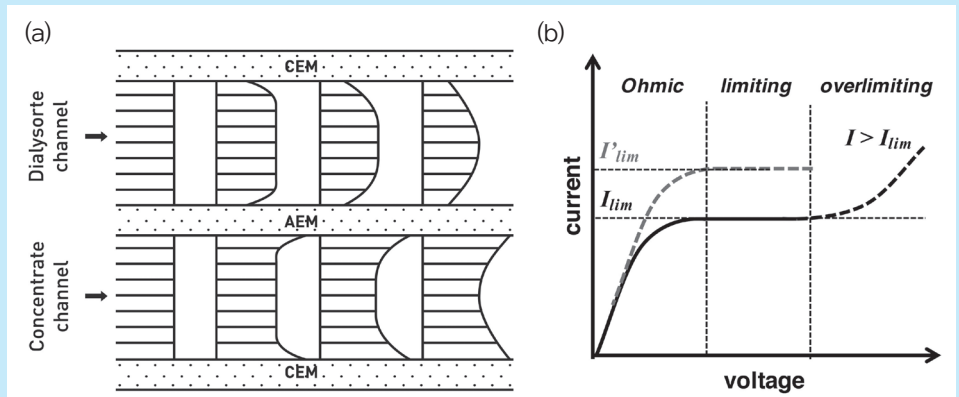 (a)
CEM
Dialysorte
channel
AEM
Concentrate
channel
CEM
(b)
Ohmic limiting overlimiting
I > Ilim
I'lim
Ilim
current
voltage